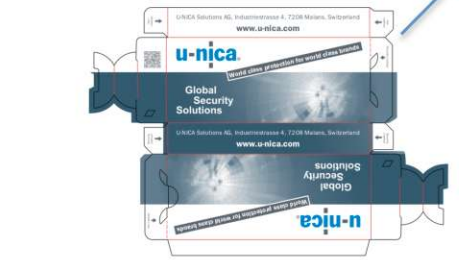 U-NICA Solutions AG, Industriestrasse 4, 7208 Malans, Switzerland
www.u-nica.com
u-nica.
World class protection for world class brands
Global
Security
Solutions
U-NICA Solutions AG, Industriestrasse 4, 7208 Malans, Switzerland
www.u-nica.com
Global
Security
Solutions
World class protection for world class brands
u-nica